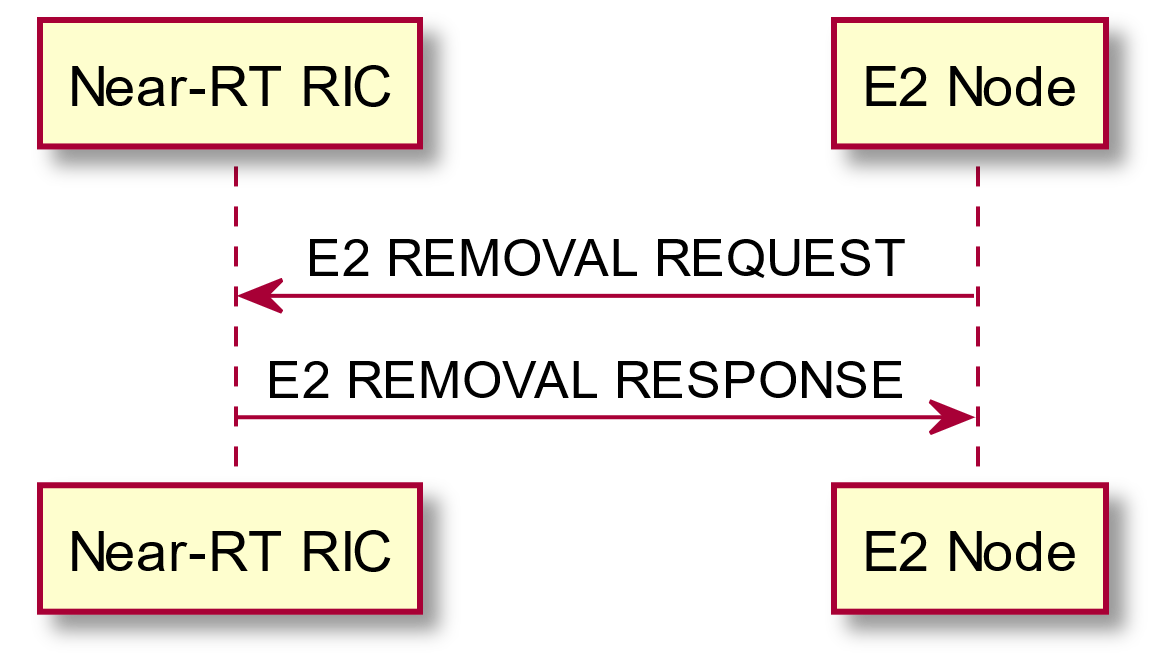 Near-RT RIC
E2 Node
E2 REMOVAL REQUEST
E2 REMOVAL RESPONSE
Near-RT RIC
E2 Node